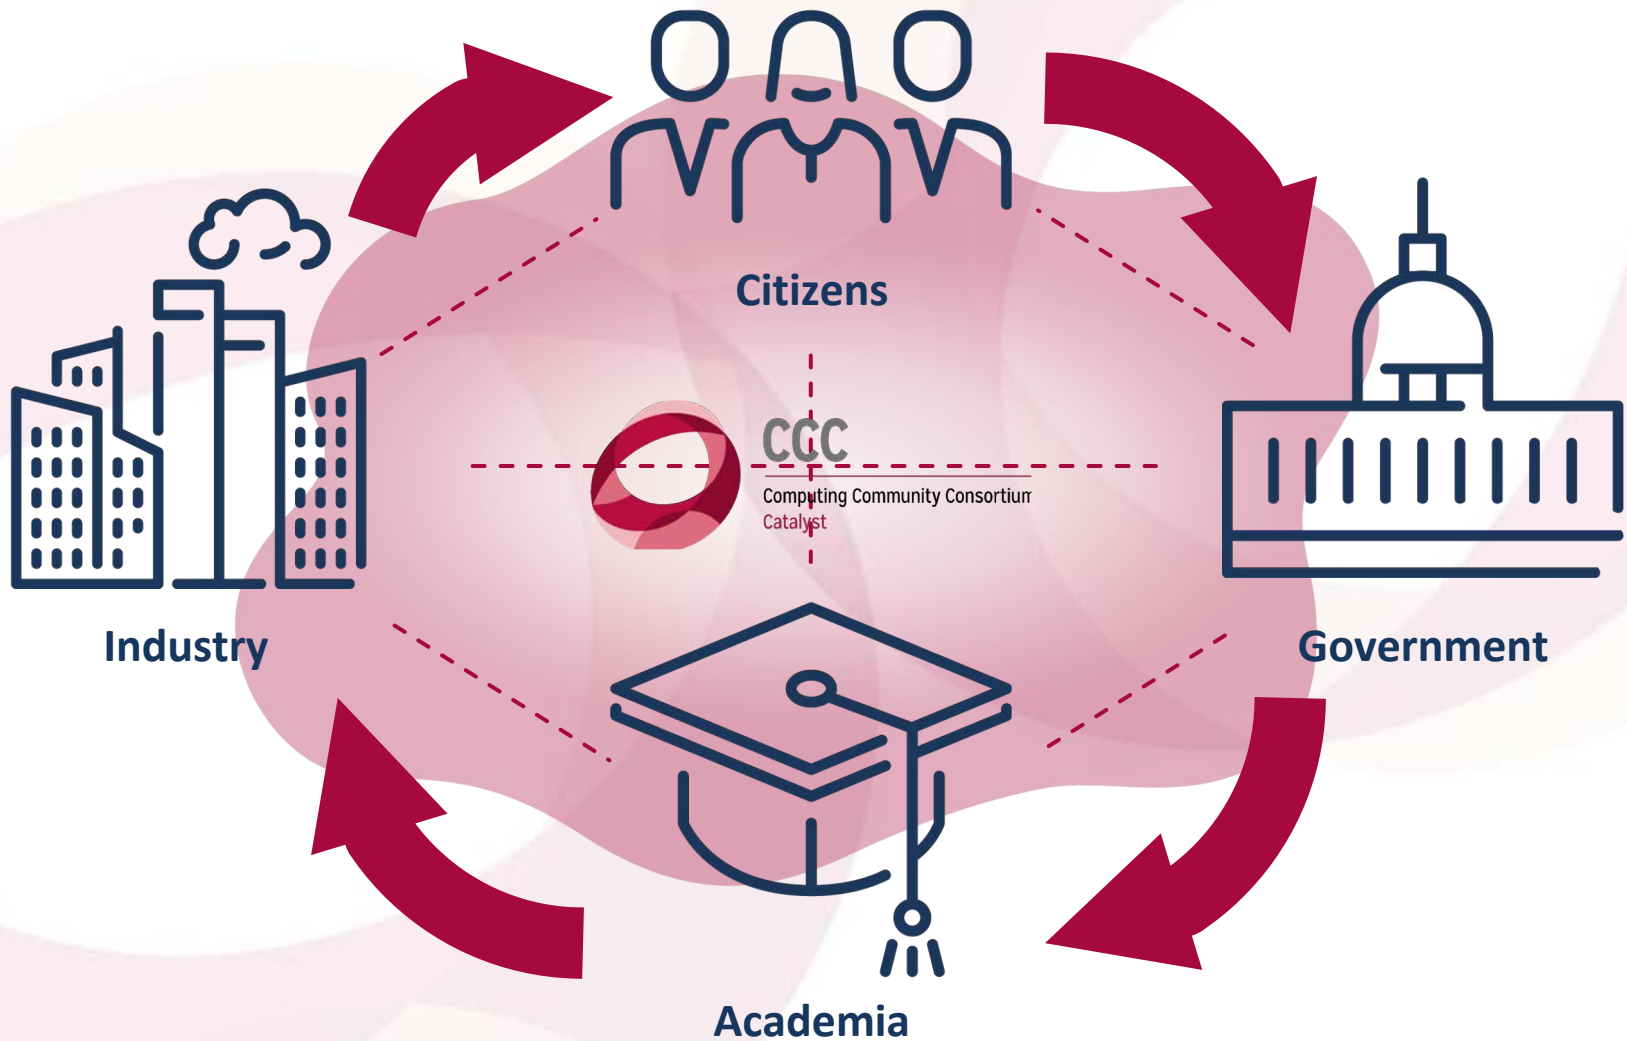 Citizens
CCC
Computing Community Consortium
Catalyst
Industry
Government
Academia